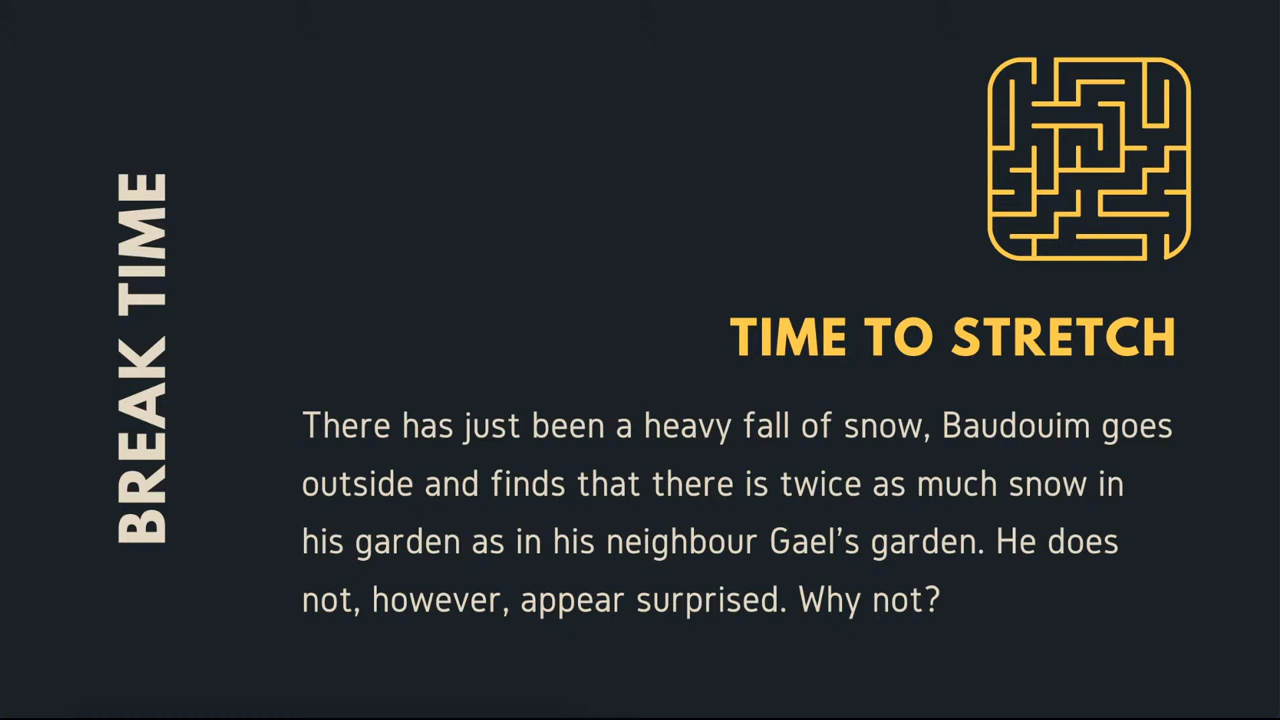 BREAK TIME
TIME TO STRETCH
There has just been a heavy fall of snow, Baudouim goes
outside and finds that there is twice as much snow in
his garden as in his neighbour Gael's garden. He does
not, however, appear surprised. Why not?